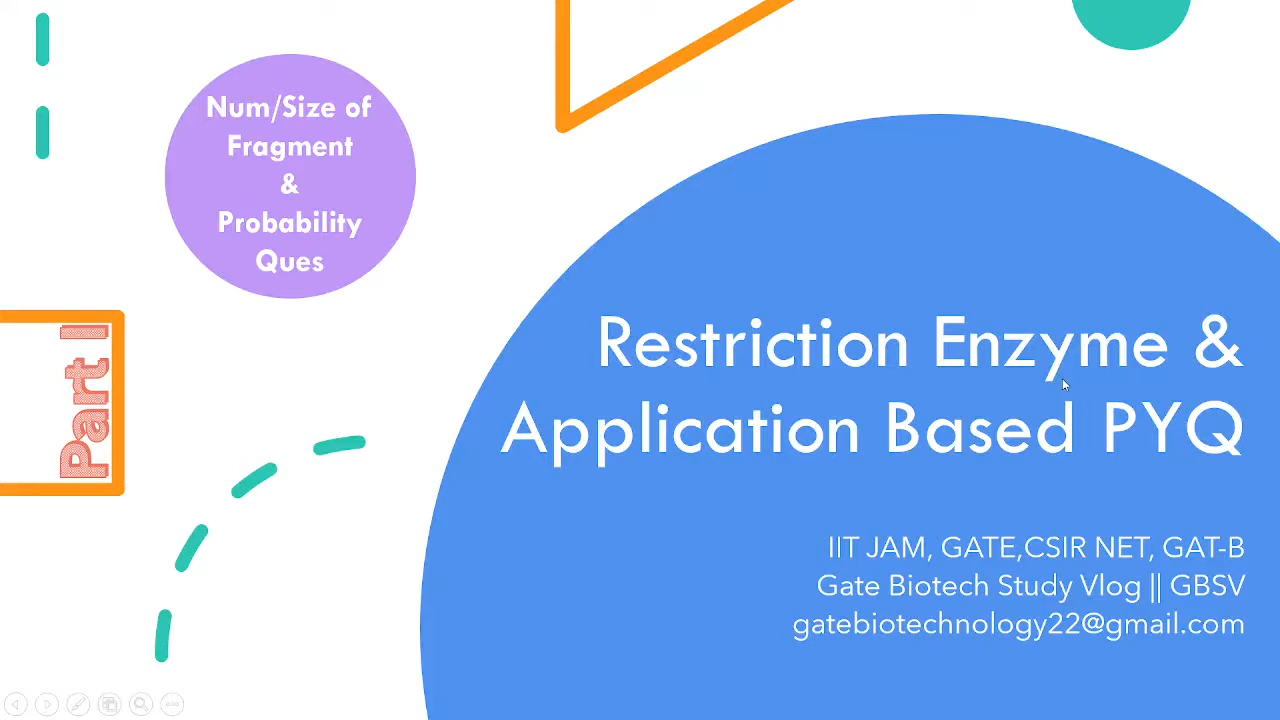 Num/Size of
Fragment
&
Probability
Ques
Part I
Restriction Enzyme &
Application Based PYQ
IIT JAM, GATE,CSIR NET, GAT-B
Gate Biotech Study Vlog || GBSV
gatebiotechnology22@gmail.com